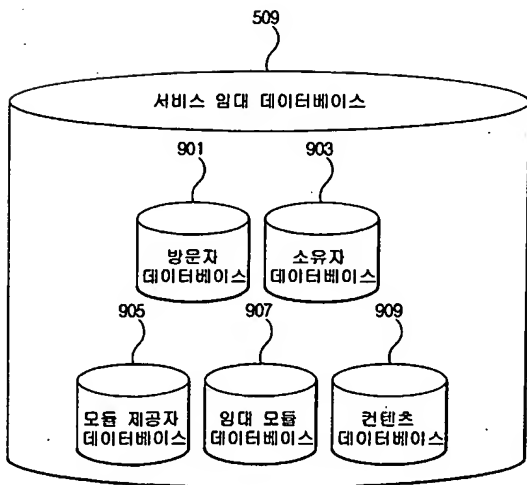 509
서비스 임대 데이터베이스
901
903
방문자
데이터베이스
소유자
데이터베이스
905
907
909
모듈 제공자
데이터베이스
임대 모듈
데이터베이스
컨텐츠
데이터베이스